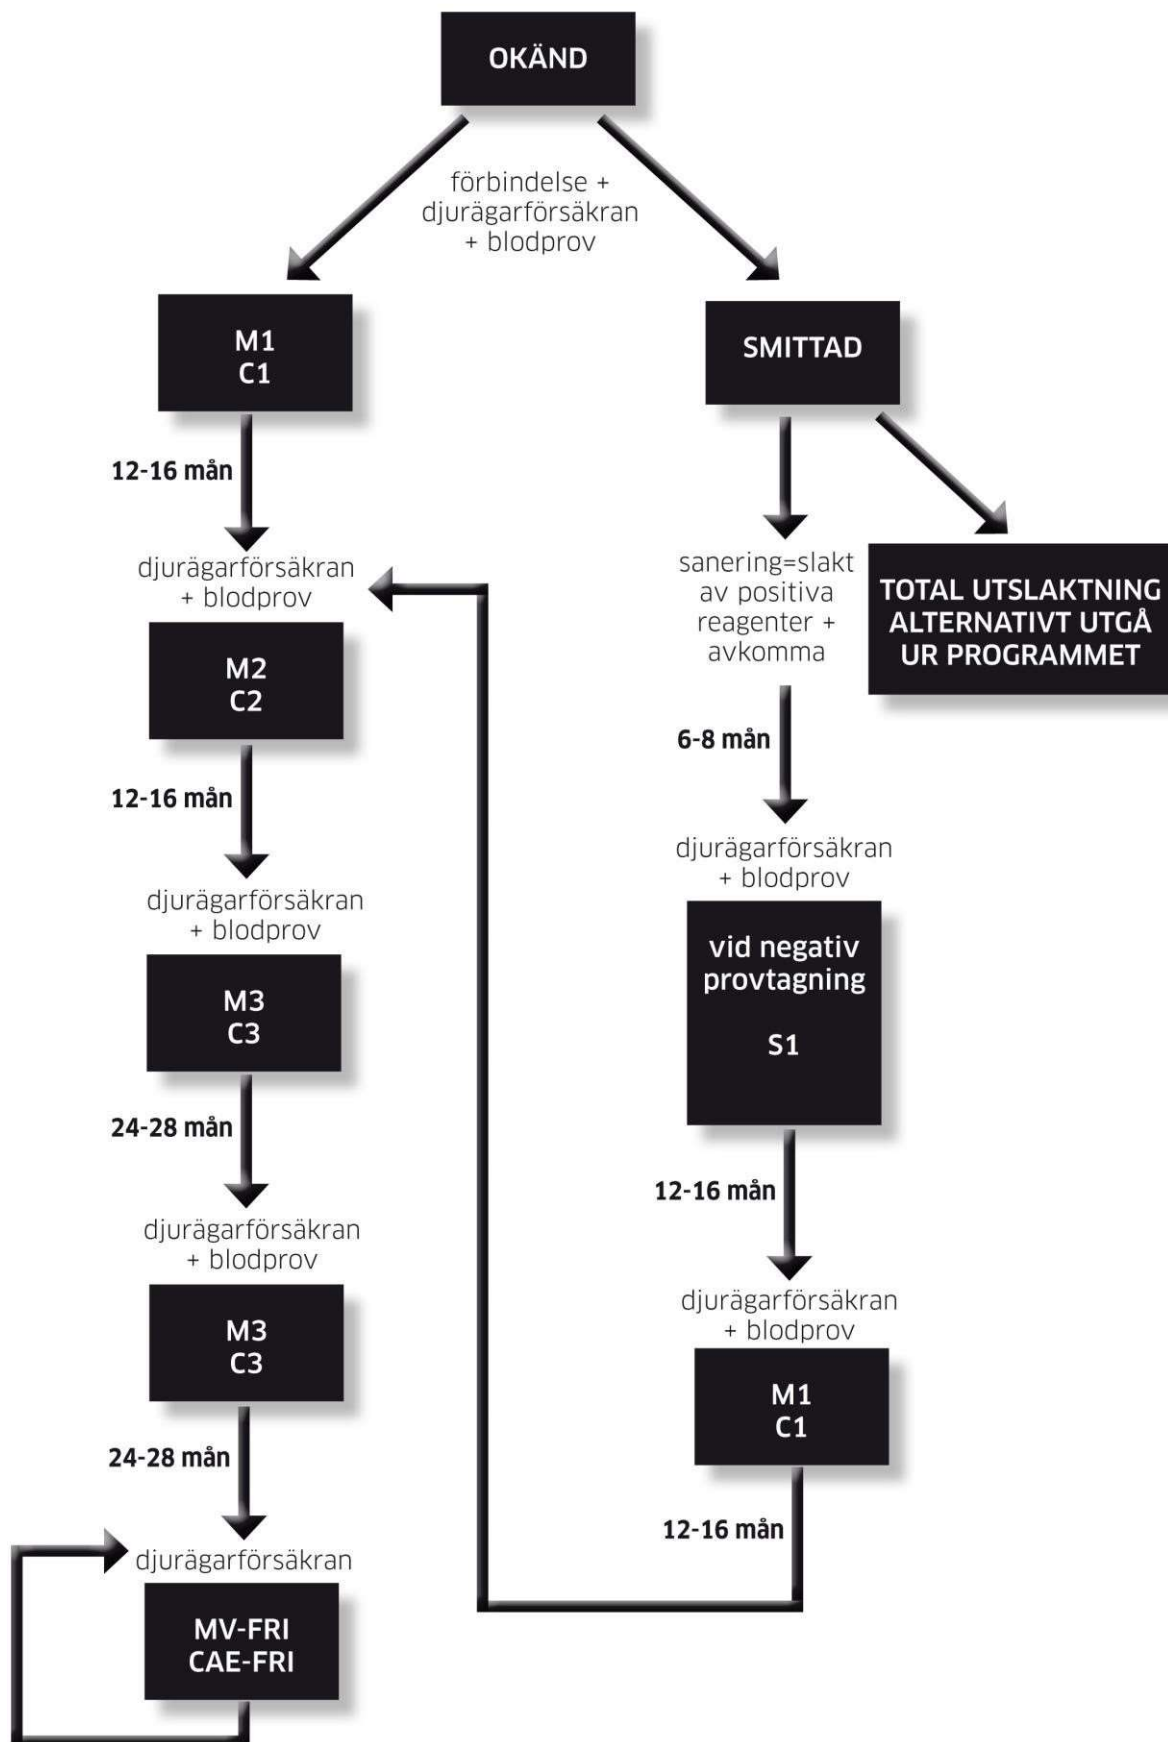 OKÄND
förbindelse +
djurägarförsäkran
+ blodprov
M1
C1
12-16 mån
djurägarförsäkran
+ blodprov
M2
C2
12-16 mån
djurägarförsäkran
+ blodprov
M3
C3
24-28 mån
djurägarförsäkran
+ blodprov
M3
C3
24-28 mån
djurägarförsäkran
MV-FRI
CAE-FRI
SMITTAD
sanering=slakt
av positiva
reagenter +
avkomma
TOTAL UTSLAKTNING
ALTERNATIVT UTGÅ
UR PROGRAMMET
6-8 mån
djurägarförsäkran
+ blodprov
vid negativ
provtagning
S1
12-16 mån
djurägarförsäkran
+ blodprov
M1
C1
12-16 mån